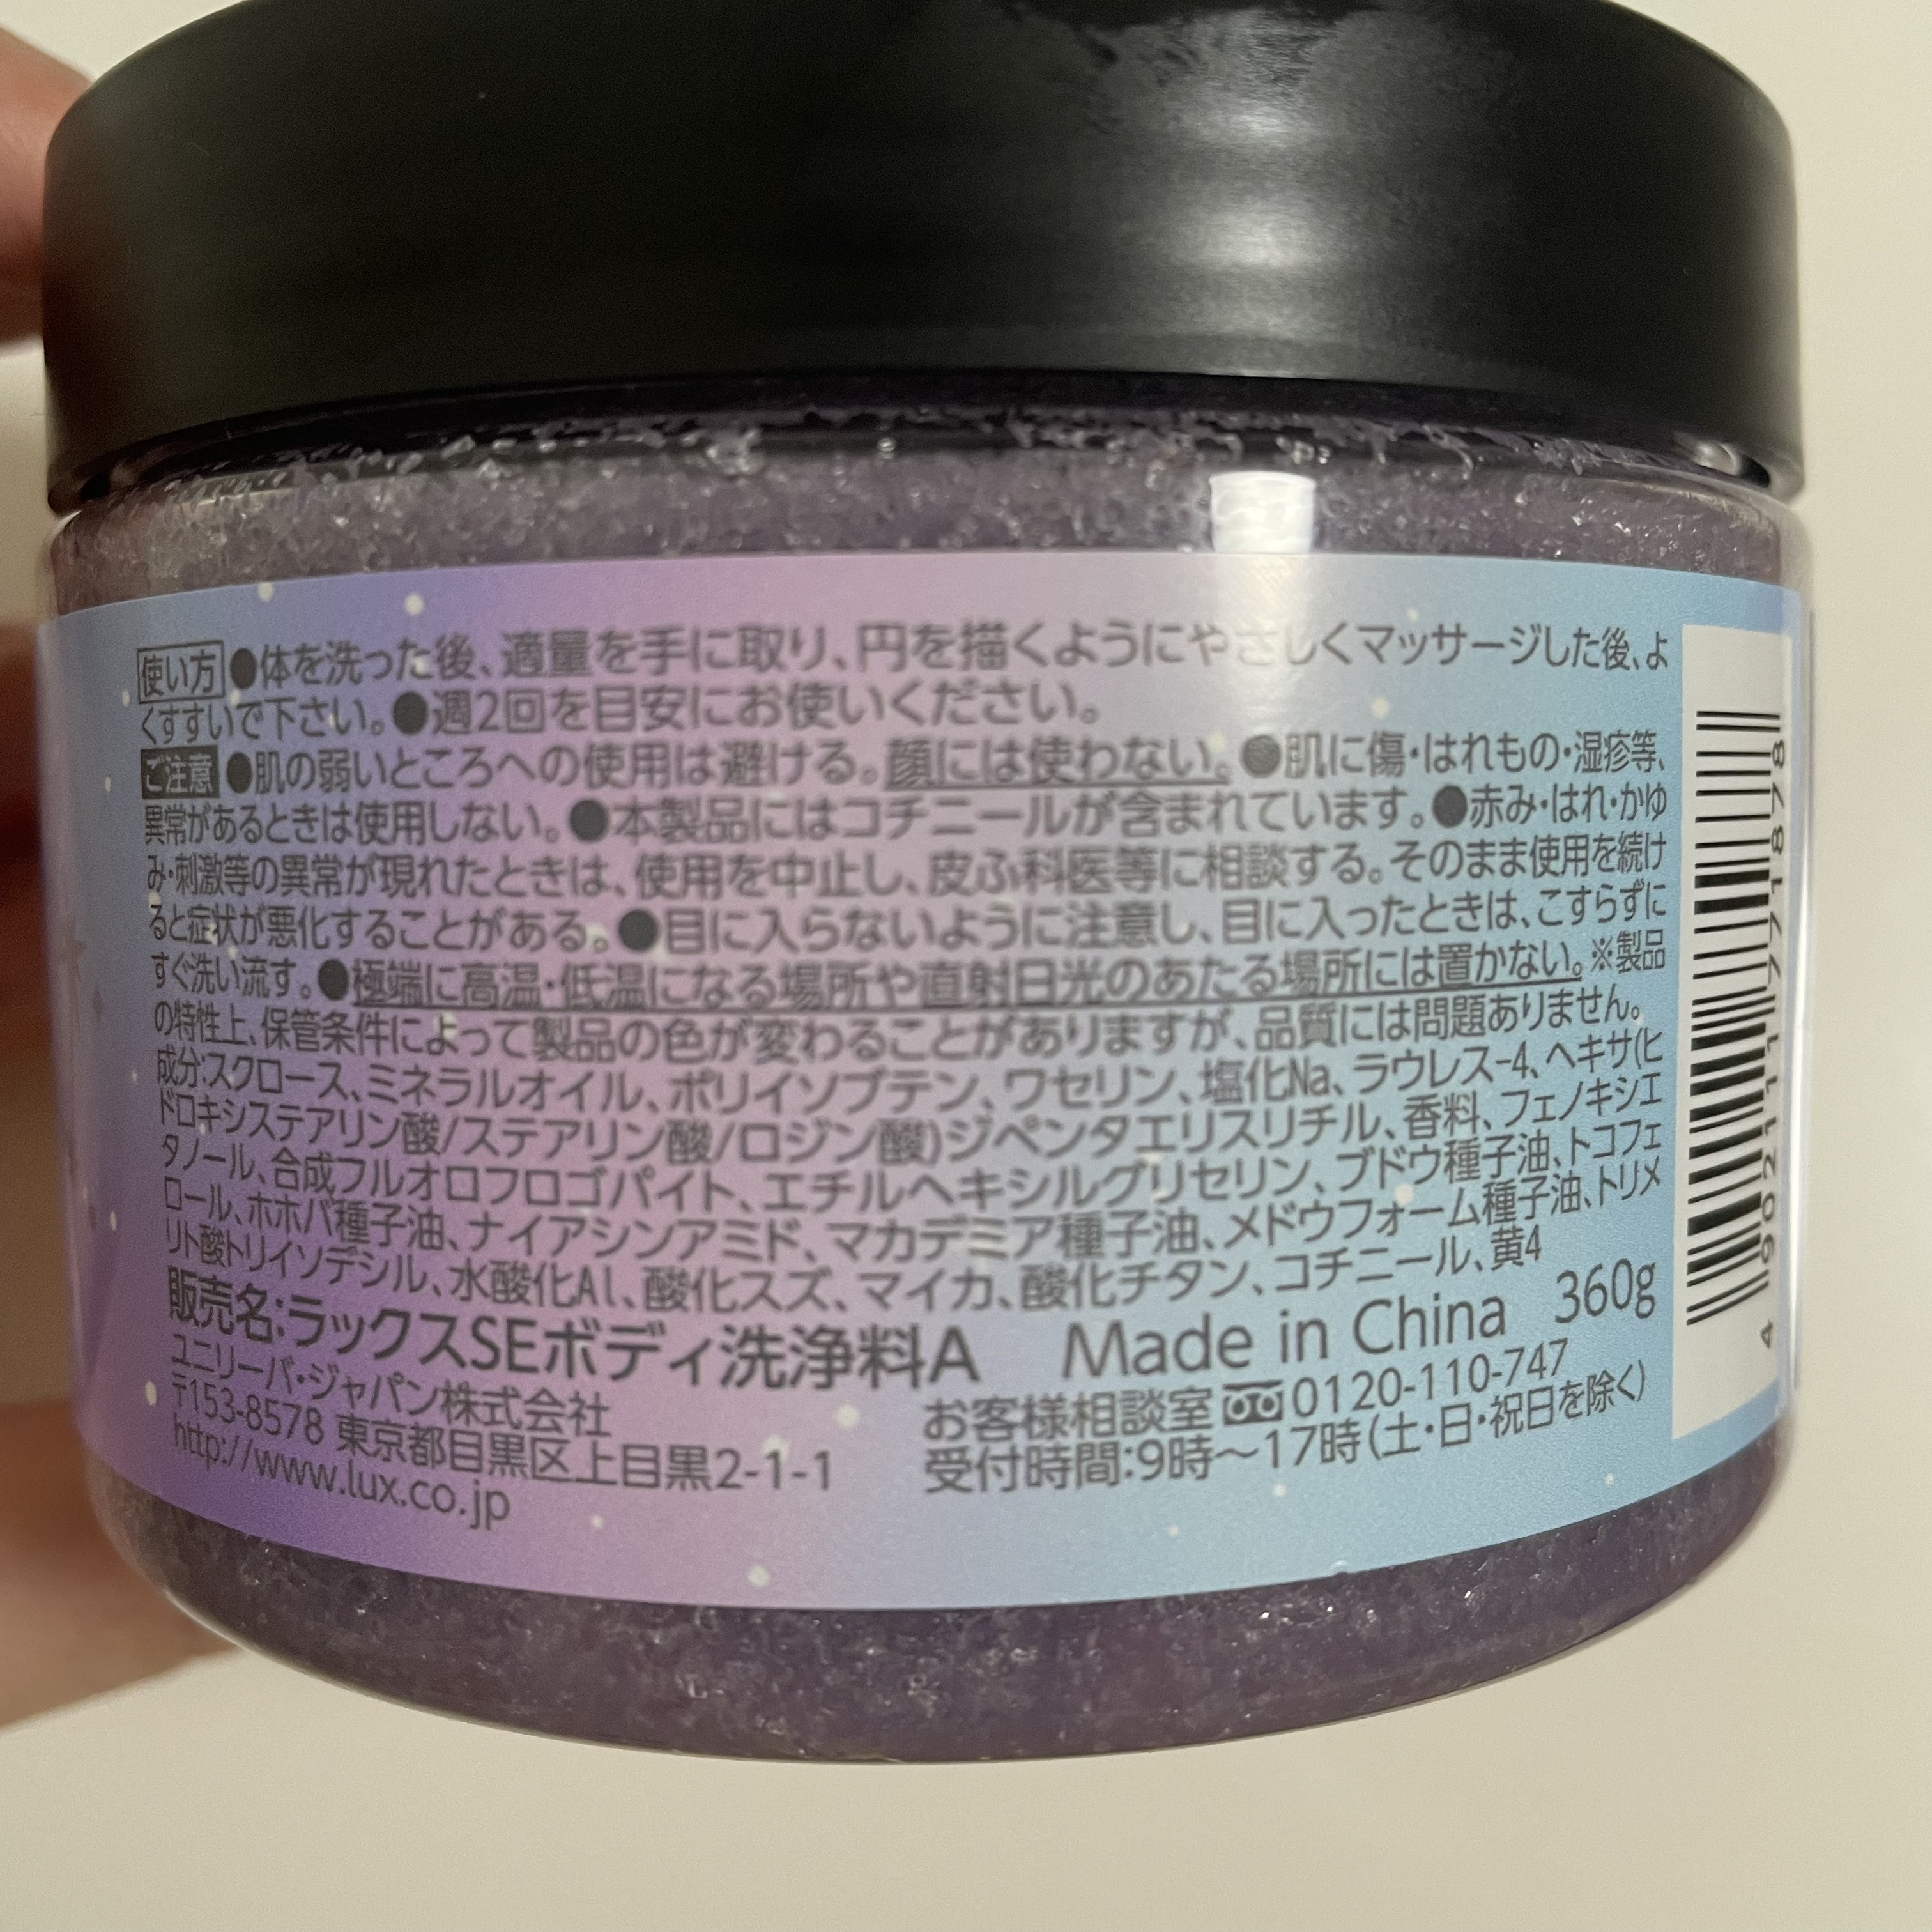 使い方 ●体を洗った後、適量を手に取り、円を描くようにやさしくマッサージした後、よ
くすすいで下さい。●週2回を目安にお使いください。
ご注意 ●肌の弱いところへの使用は避ける。顔には使わない。●肌に傷・はれもの・湿疹等、
異常があるときは使用しない。●本製品にはコチニールが含まれています。●赤み・はれ・かゆ
み・刺激等の異常が現れたときは、使用を中止し、皮ふ科医等に相談する。そのまま使用を続け
ると症状が悪化することがある。●目に入らないように注意し、目に入ったときは、こすらずに
すぐ洗い流す。●極端に高温・低温になる場所や直射日光のあたる場所には置かない。※製品
の特性上、保管条件によって製品の色が変わることがありますが、品質には問題ありません。
成分:スクロース、ミネラルオイル、ポリイソブテン、ワセリン、塩化Na、ラウレス-4、ヘキサ(ヒ
ドロキシステアリン酸/ステアリン酸/ロジン酸)ジペンタエリスリチル、香料、フェノキシエ
タノール、合成フルオロフロゴパイト、エチルヘキシルグリセリン、ブドウ種子油、トコフェ
ロール、ホホバ種子油、ナイアシンアミド、マカデミア種子油、メドウフォーム種子油、トリメ
リト酸トリイソデシル、水酸化Al、酸化スズ、マイカ、酸化チタン、コチニール、黄4
販売名:ラックスSEボディ洗浄料A Made in China 360g
ユニリーバ・ジャパン株式会社
〒153-8578 東京都目黒区上目黒2-1-1
http://www.lux.co.jp
お客様相談室 0120-110-747
受付時間:9時〜17時(土・日・祝日を除く)
4 902111 771878